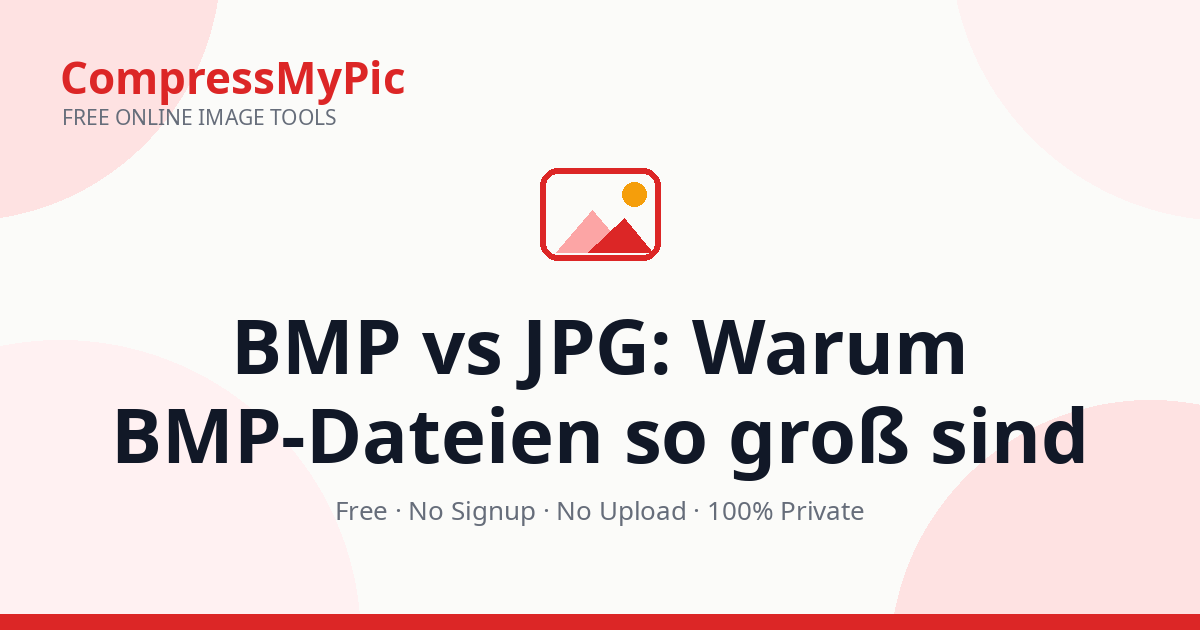 CompressMyPic
FREE ONLINE IMAGE TOOLS
BMP vs JPG: Warum
BMP-Dateien so groß sind
Free · No Signup · No Upload · 100% Private